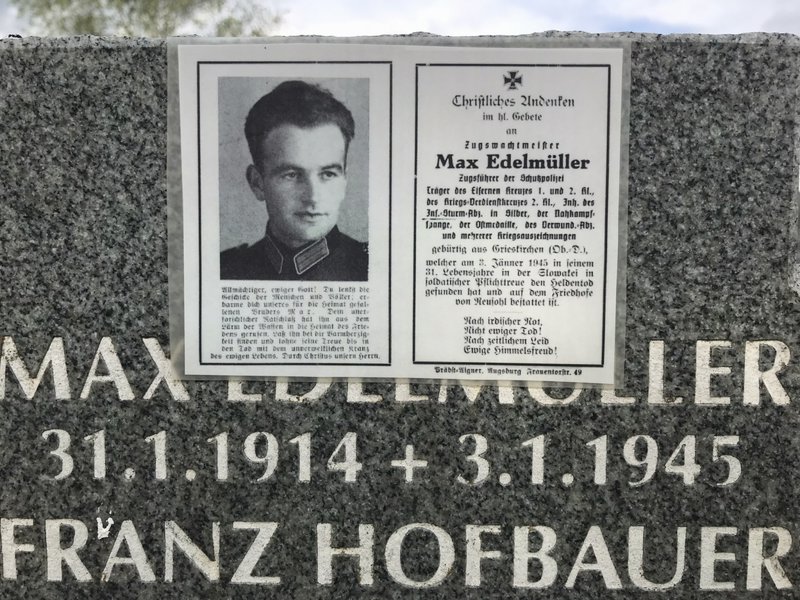 Allmächtiger, ewiger Gott! Du lenkst die
Geschicke der Menschen und Völker; er-
barme dich unseres für die Heimat gefal-
lenen Bruders Max. Dein uner-
forschlicher Ratschluß hat ihn aus dem
Lärm der Waffen in die Heimat des Frie-
dens gerufen. Laß ihn bei dir Barmherzig-
keit finden und lohne seine Treue bis in
den Tod mit dem unverwelklichen Kranz
des ewigen Lebens. Durch Christus unsern Herrn.
Christliches Andenken
im hl. Gebete
an
Zugswachtmeister
Max Edelmüller
Zugsführer der Schutzpolizei
Träger des Eisernen Kreuzes 1. und 2. Kl.,
des Kriegs-Verdienstkreuzes 2. Kl., Inh. des
Inf.-Sturm-Abz. in Silber, der Nahkampf-
spange, der Ostmedaille, des Verwund.-Abz.
und mehrerer Kriegsauszeichnungen
gebürtig aus Grieskirchen (Ob.-D.),
welcher am 3. Jänner 1945 in seinem
31. Lebensjahre in der Slowakei in
soldatischer Pflichttreue den Heldentod
gefunden hat und auf dem Friedhofe
von Neusohl bestattet ist.
Nach irdischer Not,
Nicht ewiger Tod!
Nach zeitlichem Leid
Ewige Himmelsfreud!
Pröbst-Aigner, Augsburg Frauentorstr. 49
MAX EDELMÜLLER
31.1.1914 + 3.1.1945
FRANZ HOFBAUER